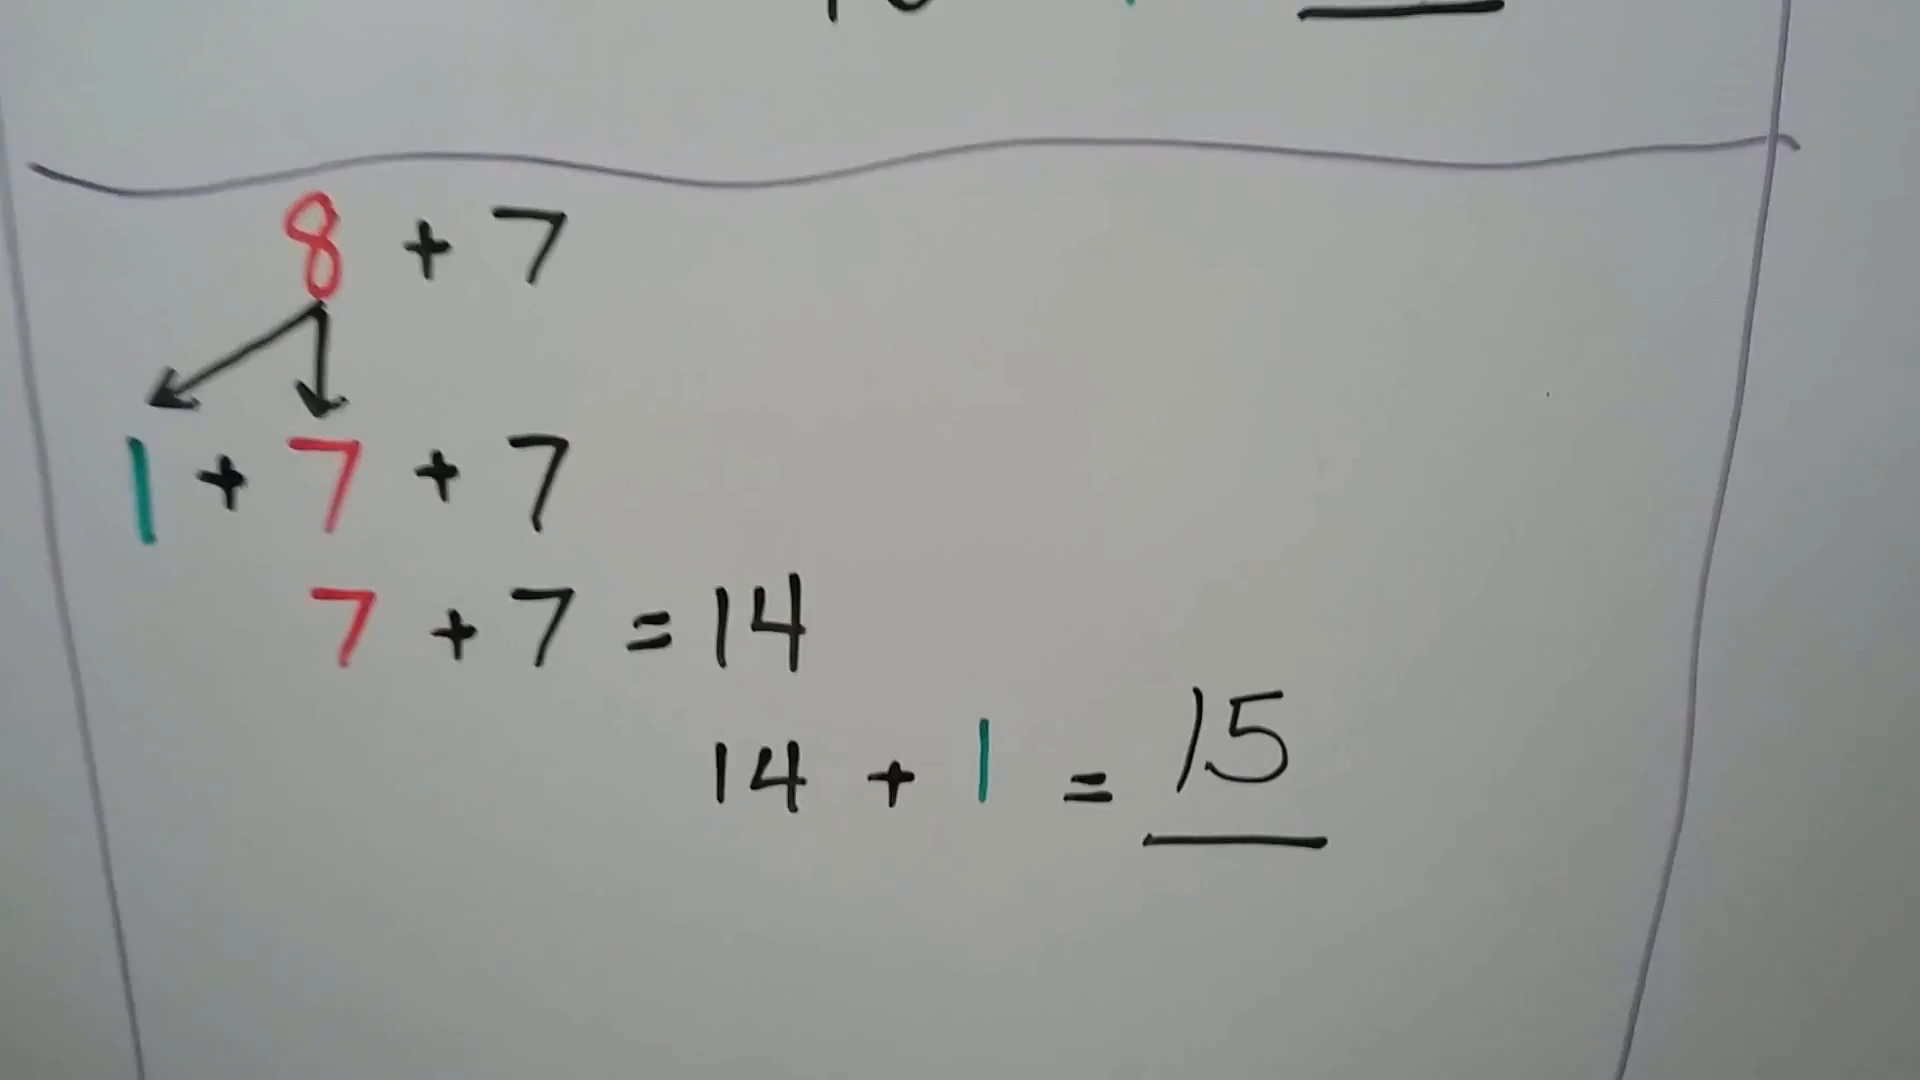 8 + 7
1 + 7 + 7
7 + 7 = 14
14 + 1 = 15